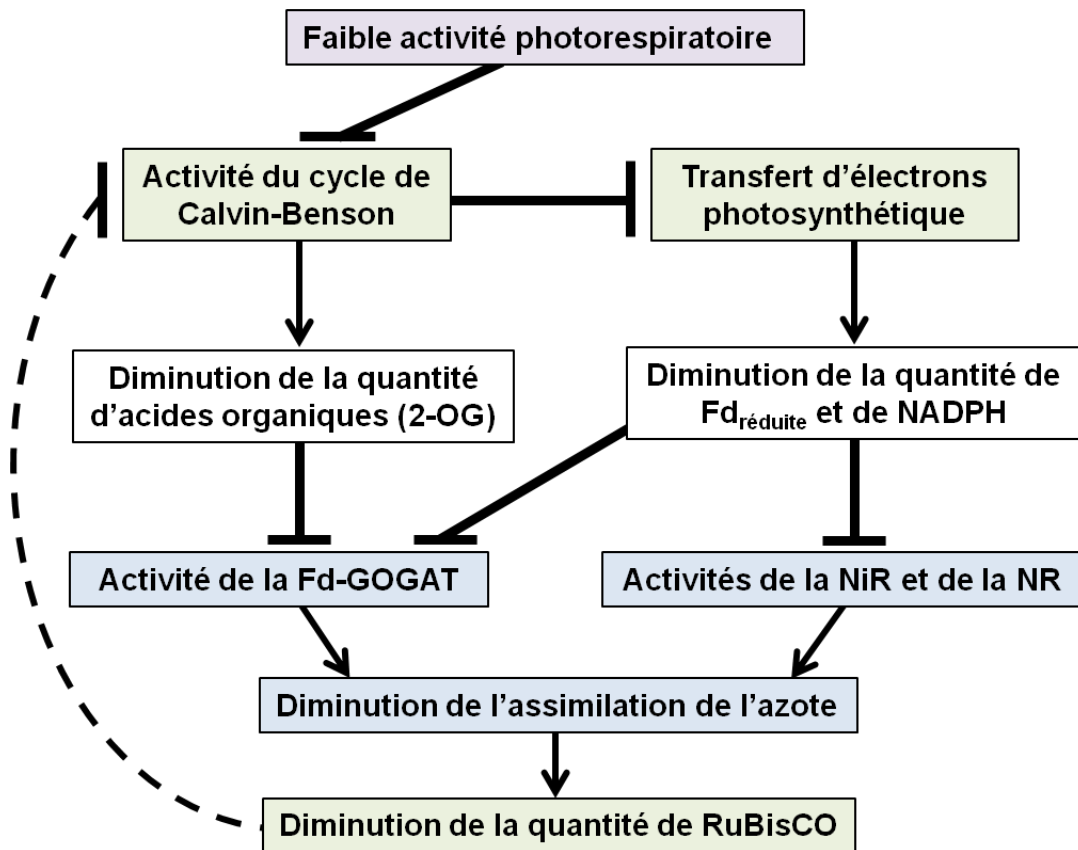 Faible activité photorespiratoire
Activité du cycle de
Calvin-Benson
Transfert d'électrons
photosynthétique
Diminution de la quantité
d'acides organiques (2-OG)
Diminution de la quantité de
Fdréduite et de NADPH
Activité de la Fd-GOGAT
Activités de la NiR et de la NR
Diminution de l'assimilation de l'azote
Diminution de la quantité de RuBisCO